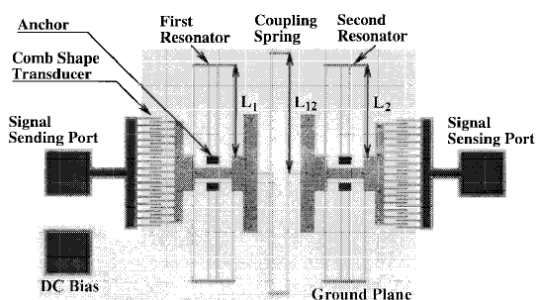 Anchor
First
Resonator
Coupling
Spring
Second
Resonator
Comb Shape
Transducer
Signal
Sending Port
L1
L12
L2
Signal
Sensing Port
DC Bias
Ground Plane